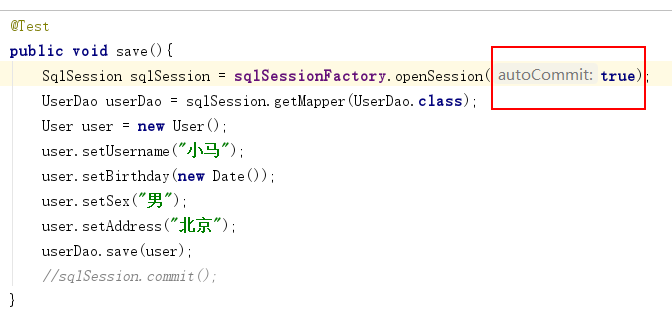 @Test
public void save(){
SqlSession sqlSession = sqlSessionFactory.openSession( autoCommit: true);
UserDao userDao = sqlSession.getMapper(UserDao.class);
User user = new User();
user.setUsername("小马");
user.setBirthday(new Date());
user.setSex("男");
user.setAddress("北京");
userDao.save(user);
//sqlSession.commit();
}